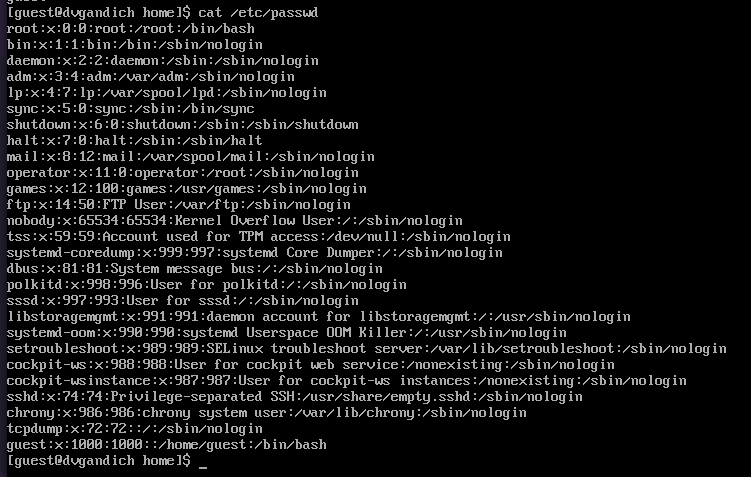 [guest@dvgandich home]$ cat /etc/passwd
root:x:0:0:root:/root:/bin/bash
bin:x:1:1:bin:/bin:/sbin/nologin
daemon:x:2:2:daemon:/sbin:/sbin/nologin
adm:x:3:4:adm:/var/adm:/sbin/nologin
lp:x:4:7:lp:/var/spool/lpd:/sbin/nologin
sync:x:5:0:sync:/sbin:/bin/sync
shutdown:x:6:0:shutdown:/sbin:/sbin/shutdown
halt:x:7:0:halt:/sbin:/sbin/halt
mail:x:8:12:mail:/var/spool/mail:/sbin/nologin
operator:x:11:0:operator:/root:/sbin/nologin
games:x:12:100:games:/usr/games:/sbin/nologin
ftp:x:14:50:FTP User:/var/ftp:/sbin/nologin
nobody:x:65534:65534:Kernel Overflow User:/:/sbin/nologin
tss:x:59:59:Account used for TPM access:/dev/null:/sbin/nologin
systemd-coredump:x:999:997:systemd Core Dumper:/:/sbin/nologin
dbus:x:81:81:System message bus:/:/sbin/nologin
polkitd:x:998:996:User for polkitd:/:/sbin/nologin
sssd:x:997:993:User for sssd:/:/sbin/nologin
libstoragemgmt:x:991:991:daemon account for libstoragemgmt:/:/usr/sbin/nologin
systemd-oom:x:990:990:systemd Userspace OOM Killer:/:/usr/sbin/nologin
setroubleshoot:x:989:989:SELinux troubleshoot server:/var/lib/setroubleshoot:/sbin/nologin
cockpit-ws:x:988:988:User for cockpit web service:/nonexisting:/sbin/nologin
cockpit-wsinstance:x:987:987:User for cockpit-ws instances:/nonexisting:/sbin/nologin
sshd:x:74:74:Privilege-separated SSH:/usr/share/empty.sshd:/sbin/nologin
chrony:x:986:986:chrony system user:/var/lib/chrony:/sbin/nologin
tcpdump:x:72:72::/:/sbin/nologin
guest:x:1000:1000::/home/guest:/bin/bash
[guest@dvgandich home]$ _